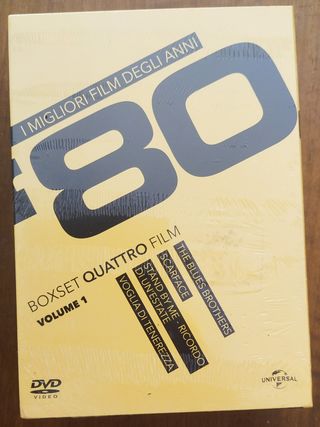 I MIGLIORI FILM DEGLI ANNI
'80
BOXSET QUATTRO FILM
VOLUME 1
THE BLUES BROTHERS
SCARFACE
STAND BY ME - RICORDO
DI UN'ESTATE
VOGLIA DI TENEREZZA
DVD
VIDEO
UNIVERSAL